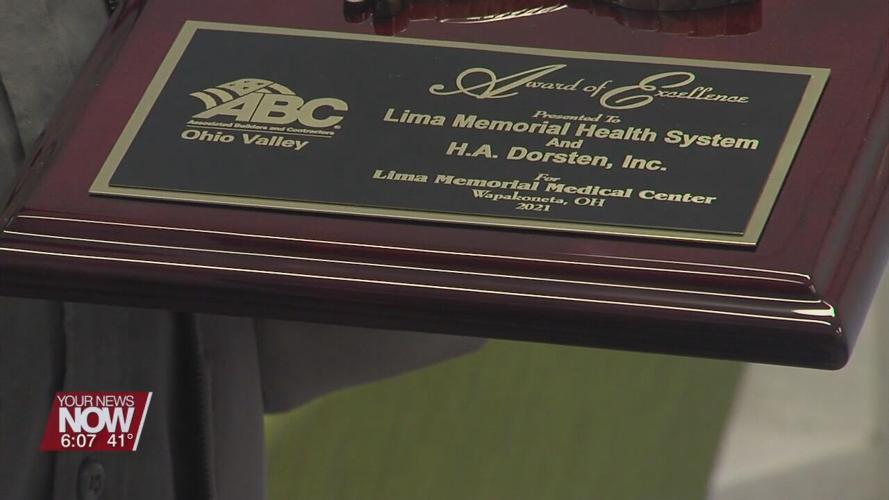 ABC®
Associated Builders and Contractors
Ohio Valley
Award of Excellence
Presented To
Lima Memorial Health System
And
H.A. Dorsten, Inc.
For
Lima Memorial Medical Center
Wapakoneta, OH
2021
YOUR NEWS
NOW
6:07 41°